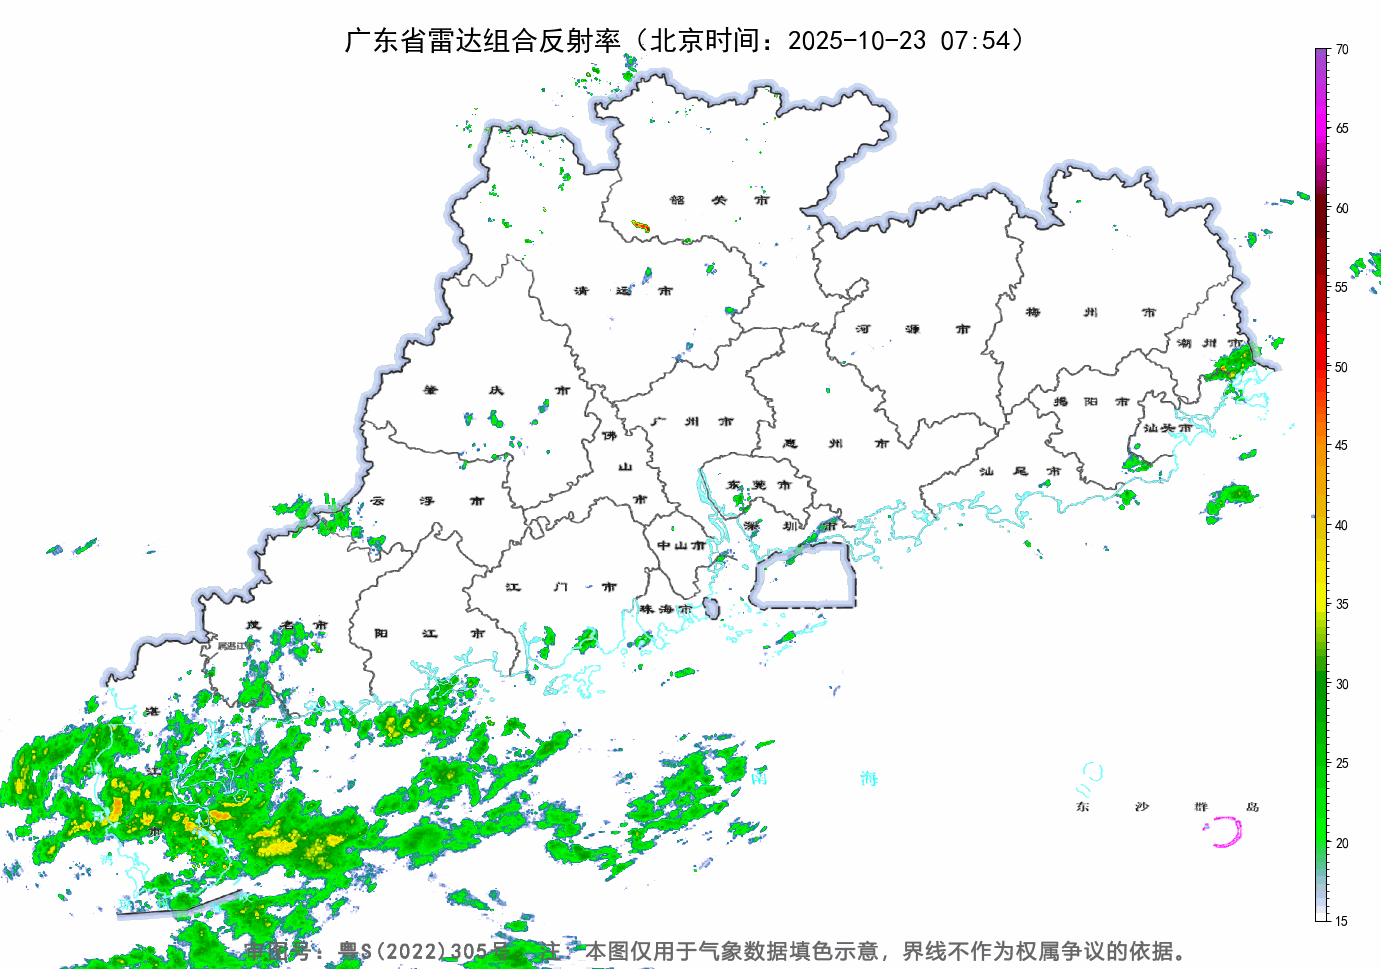 广东省雷达组合反射率（北京时间：2025-10-23 07:54）
70
65
60
55
50
45
40
35
30
25
20
15
韶 关 市
清 远 市
梅 州 市
河 源 市
潮 州 市
肇 庆 市
揭 阳 市
广 州 市
汕头市
佛 山 市
惠 州 市
汕 尾 市
东 莞 市
云 浮 市
深 圳 市
中山市
江 门 市
珠海市
茂 名 市
阳 江 市
属湛江
湛 江 市
南 海
东 沙 群 岛
审图号：粤S(2022)305号 注：本图仅用于气象数据填色示意，界线不作为权属争议的依据。